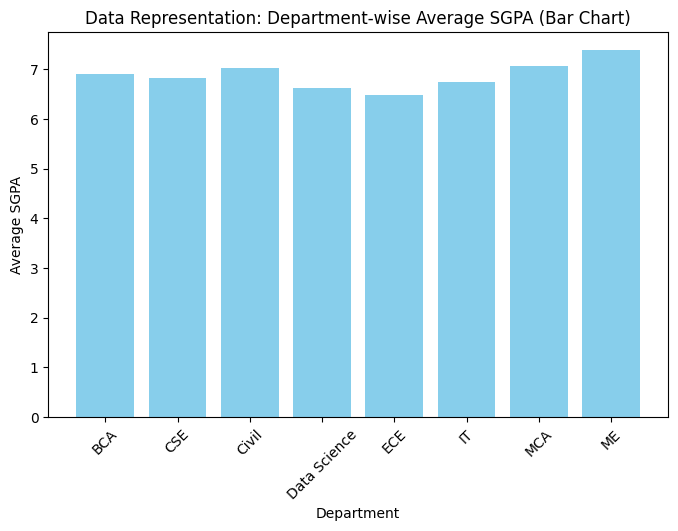 Data Representation: Department-wise Average SGPA (Bar Chart)
Average SGPA
7
6
5
4
3
2
1
0
BCA
CSE
Civil
Data Science
ECE
IT
MCA
ME
Department